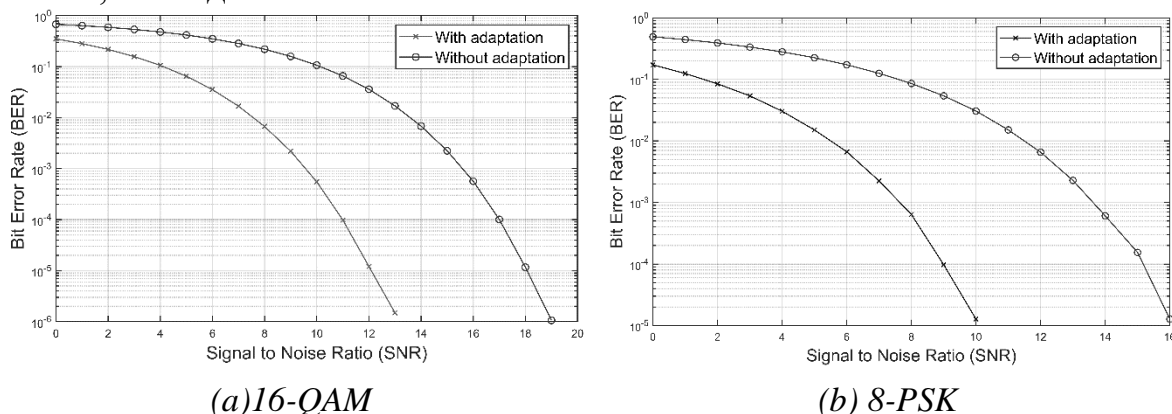 10^0
10^-1
10^-2
10^-3
10^-4
10^-5
10^-6
Bit Error Rate (BER)
With adaptation
Without adaptation
0 2 4 6 8 10 12 14 16 18 20
Signal to Noise Ratio (SNR)
(a)16-QAM
10^0
10^-1
10^-2
10^-3
10^-4
10^-5
Bit Error Rate (BER)
With adaptation
Without adaptation
0 2 4 6 8 10 12 14 16
Signal to Noise Ratio (SNR)
(b) 8-PSK